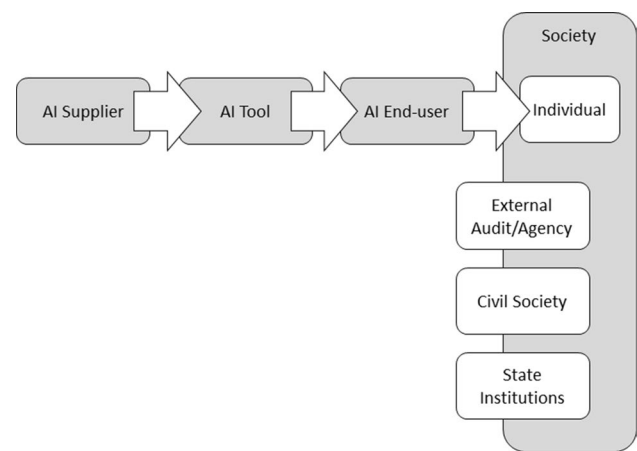 Society
AI Supplier
AI Tool
AI End-user
Individual
External
Audit/Agency
Civil Society
State
Institutions